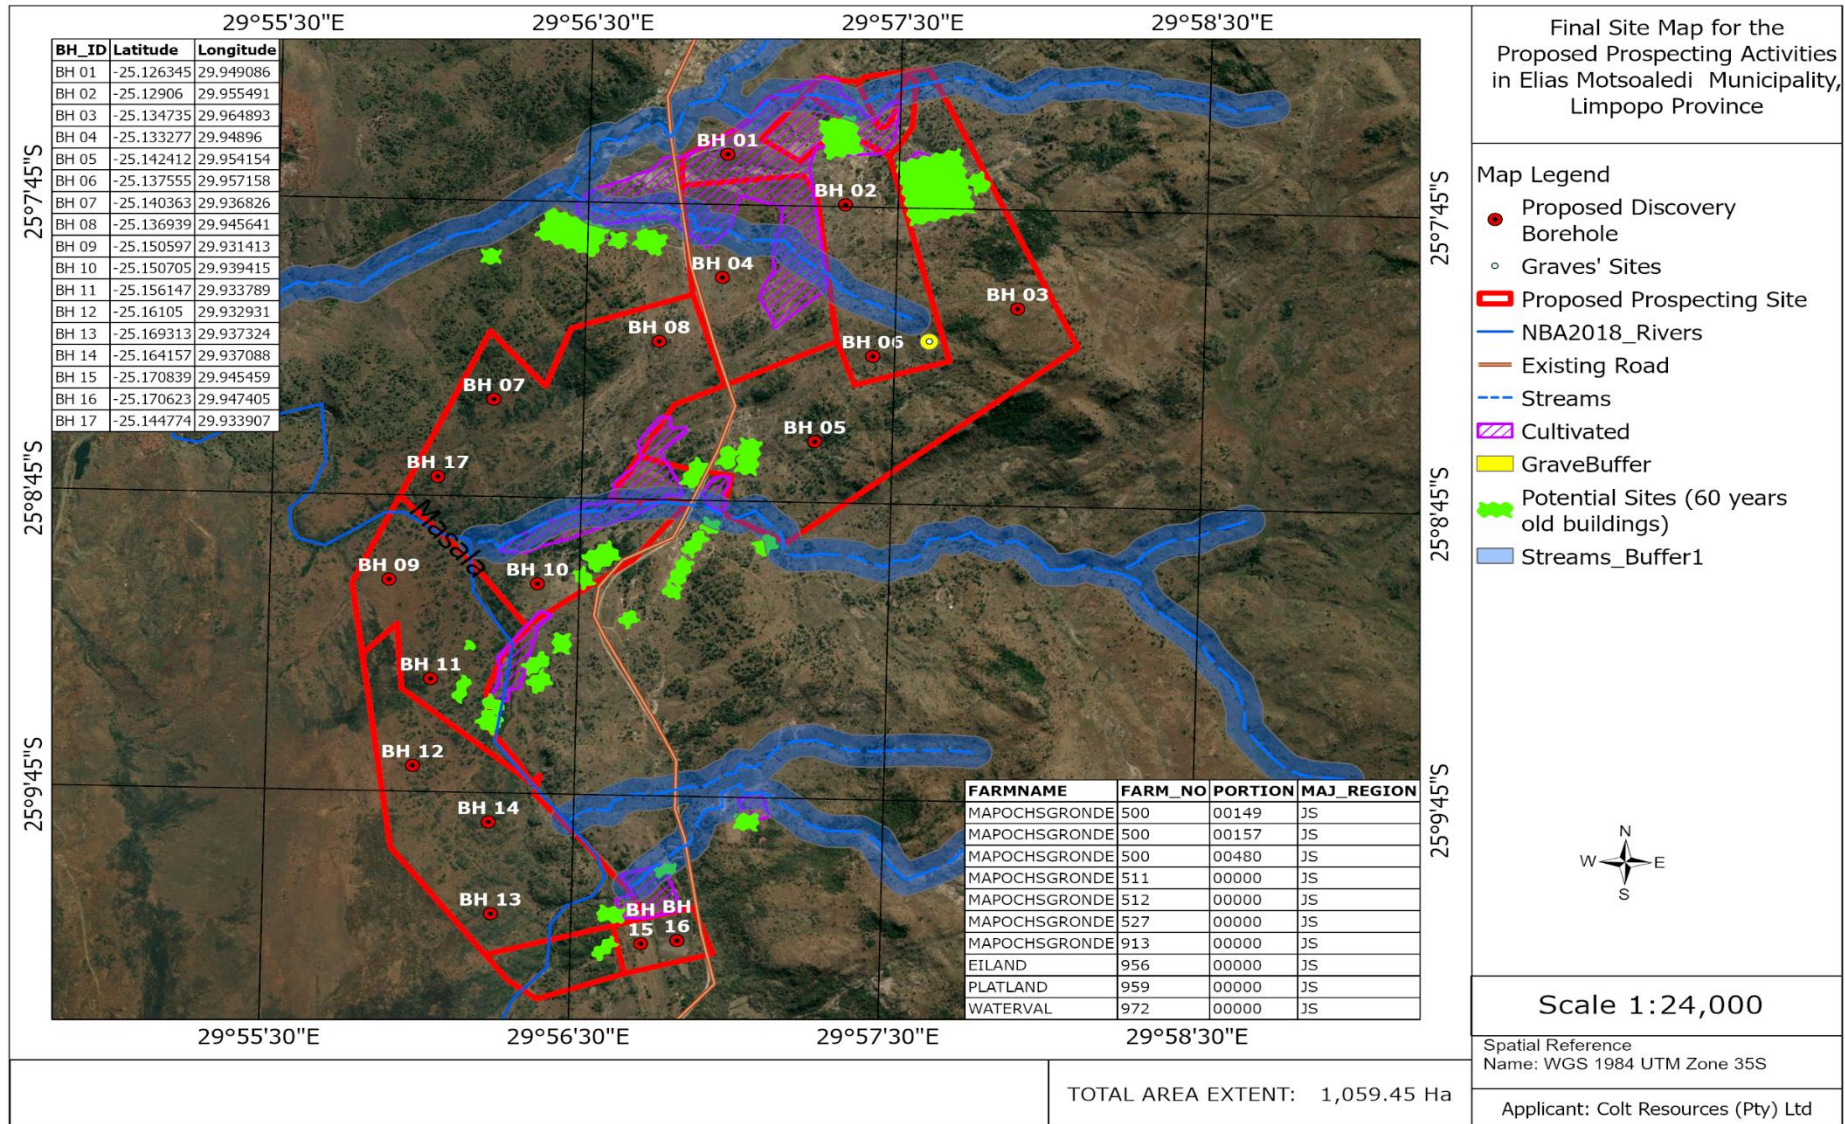 29°55'30"E 29°56'30"E 29°57'30"E 29°58'30"E
BH_ID Latitude Longitude
BH 01 -25.126345 29.949086
BH 02 -25.12906 29.955491
BH 03 -25.134735 29.964893
BH 04 -25.133277 29.94896
BH 05 -25.142412 29.954154
BH 06 -25.137555 29.957158
BH 07 -25.140363 29.936826
BH 08 -25.136939 29.945641
BH 09 -25.150597 29.931413
BH 10 -25.150705 29.939415
BH 11 -25.156147 29.933789
BH 12 -25.16105 29.932931
BH 13 -25.169313 29.937324
BH 14 -25.164157 29.937088
BH 15 -25.170839 29.945459
BH 16 -25.170623 29.947405
BH 17 -25.144774 29.933907
25°7'45"S
25°8'45"S
25°9'45"S
BH 01
BH 02
BH 04
BH 03
BH 08
BH 06
BH 07
BH 05
BH 17
Masala
BH 09
BH 10
BH 11
BH 12
BH 14
BH 13
BH
15
BH
16
25°7'45"S
25°8'45"S
25°9'45"S
FARMNAME FARM_NO PORTION MAJ_REGION
MAPOCHSGRONDE 500 00149 JS
MAPOCHSGRONDE 500 00157 JS
MAPOCHSGRONDE 500 00480 JS
MAPOCHSGRONDE 511 00000 JS
MAPOCHSGRONDE 512 00000 JS
MAPOCHSGRONDE 527 00000 JS
MAPOCHSGRONDE 913 00000 JS
EILAND 956 00000 JS
PLATLAND 959 00000 JS
WATERVAL 972 00000 JS
29°55'30"E 29°56'30"E 29°57'30"E 29°58'30"E
TOTAL AREA EXTENT: 1,059.45 Ha
Final Site Map for the
Proposed Prospecting Activities
in Elias Motsoaledi Municipality,
Limpopo Province
Map Legend
Proposed Discovery
Borehole
Graves' Sites
Proposed Prospecting Site
NBA2018_Rivers
Existing Road
Streams
Cultivated
GraveBuffer
Potential Sites (60 years
old buildings)
Streams_Buffer1
N
W E
S
Scale 1:24,000
Spatial Reference
Name: WGS 1984 UTM Zone 35S
Applicant: Colt Resources (Pty) Ltd